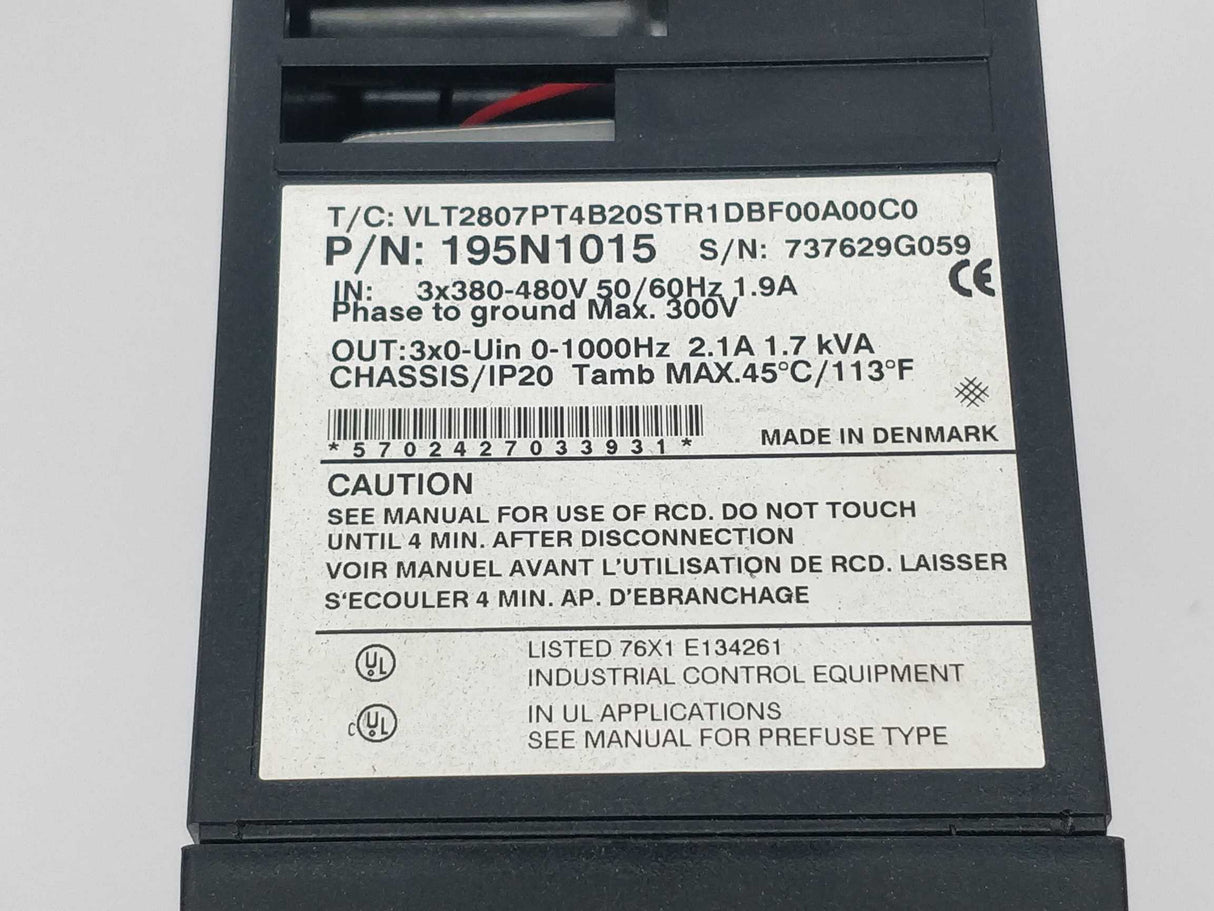 T/C: VLT2807PT4B20STR1DBF00A00C0
P/N: 195N1015 S/N: 737629G059
IN: 3x380-480V 50/60Hz 1.9A
CE
Phase to ground Max. 300V
OUT:3x0-Uin 0-1000Hz 2.1A 1.7 kVA
CHASSIS/IP20 Tamb MAX.45°C/113°F
*5702427033931*
MADE IN DENMARK
CAUTION
SEE MANUAL FOR USE OF RCD. DO NOT TOUCH
UNTIL 4 MIN. AFTER DISCONNECTION
VOIR MANUEL AVANT L'UTILISATION DE RCD. LAISSER
S'ECOULER 4 MIN. AP. D'EBRANCHAGE
UL LISTED 76X1 E134261
INDUSTRIAL CONTROL EQUIPMENT
c UL IN UL APPLICATIONS
SEE MANUAL FOR PREFUSE TYPE